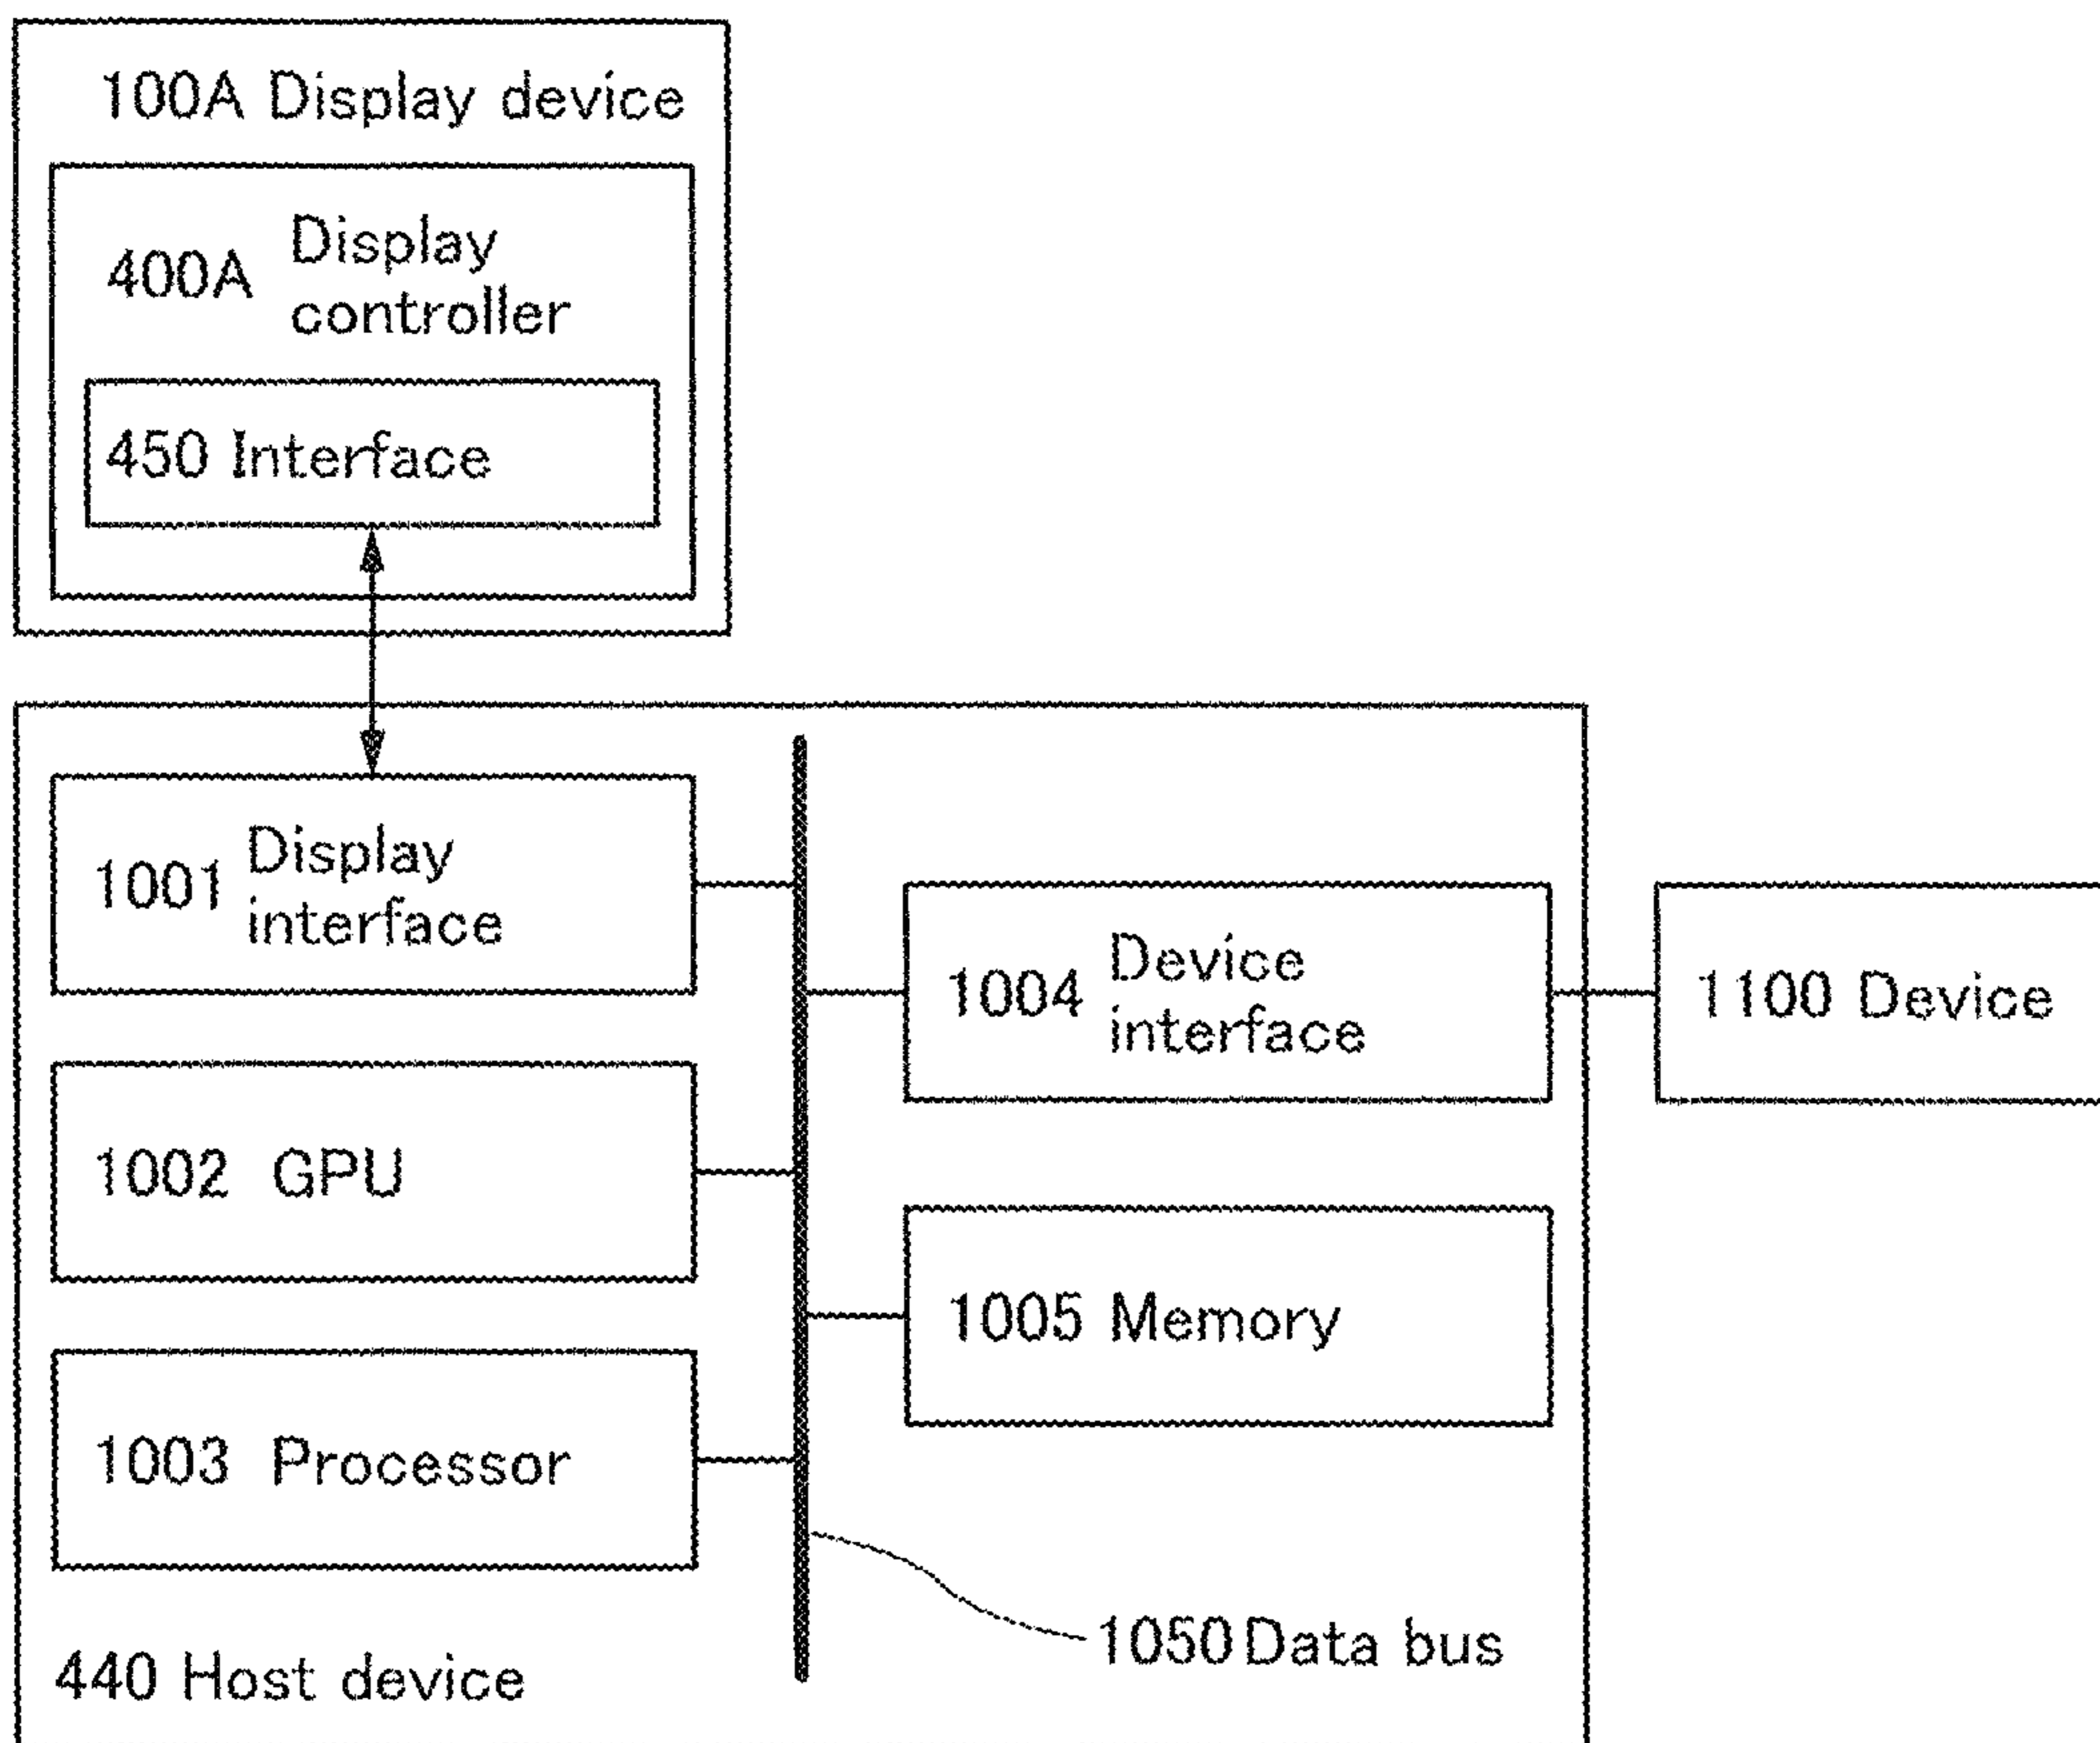 100A Display device
400A Display
controller
450 Interface
1001 Display
interface
1002 GPU
1003 Processor
1004 Device
interface
1005 Memory
1100 Device
1050 Data bus
440 Host device